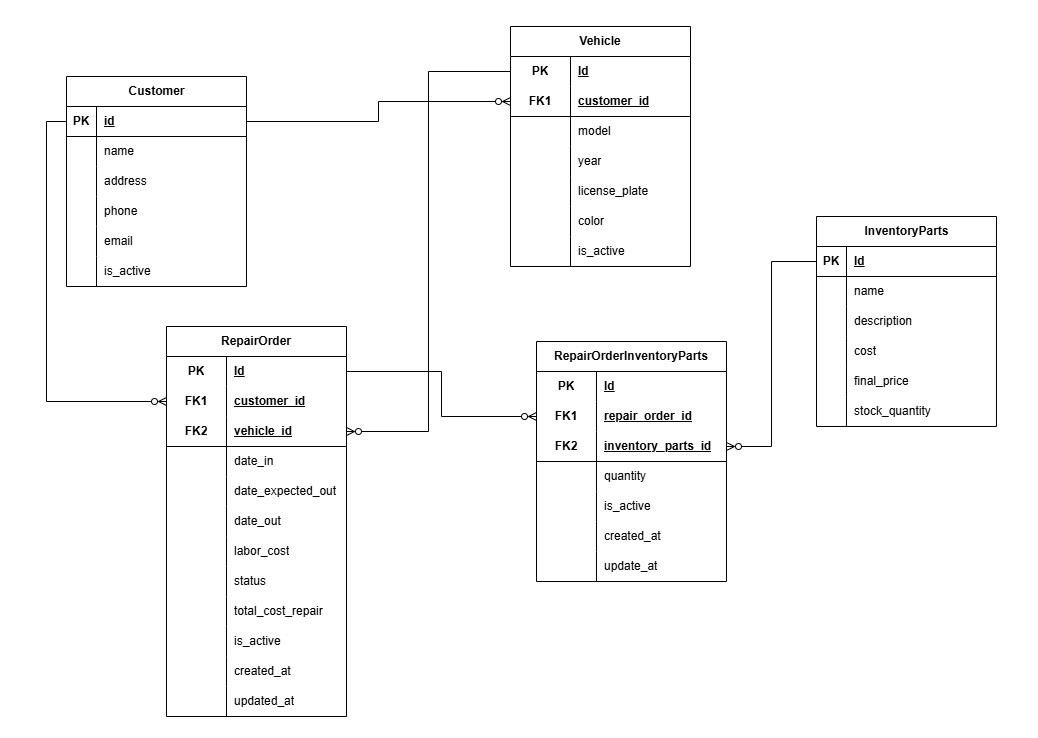 Customer
PK id
name
address
phone
email
is_active
Vehicle
PK Id
FK1 customer_id
model
year
license_plate
color
is_active
InventoryParts
PK Id
name
description
cost
final_price
stock_quantity
RepairOrder
PK Id
FK1 customer_id
FK2 vehicle_id
date_in
date_expected_out
date_out
labor_cost
status
total_cost_repair
is_active
created_at
updated_at
RepairOrderInventoryParts
PK Id
FK1 repair_order_id
FK2 inventory_parts_id
quantity
is_active
created_at
update_at